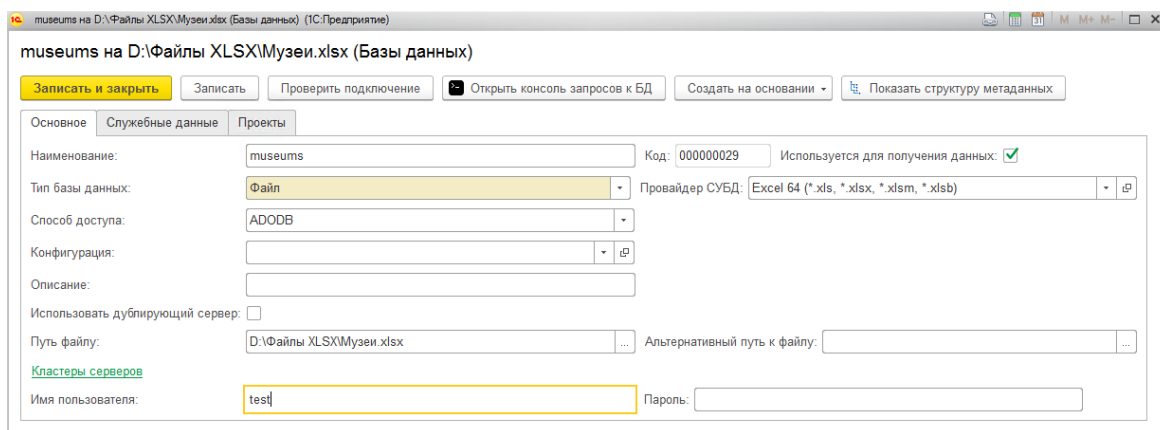 museums на D:\Файлы XLSX\Музеи.xlsx (Базы данных) (1С:Предприятие) M M+ M-
museums на D:\Файлы XLSX\Музеи.xlsx (Базы данных)
Записать и закрыть Записать Проверить подключение Открыть консоль запросов к БД Создать на основании Показать структуру метаданных
Основное Служебные данные Проекты
Наименование: museums Код: 000000029 Используется для получения данных:
Тип базы данных: Файл Провайдер СУБД: Excel 64 (*.xls, *.xlsx, *.xlsm, *.xlsb)
Способ доступа: ADODB
Конфигурация:
Описание:
Использовать дублирующий сервер:
Путь файлу: D:\Файлы XLSX\Музеи.xlsx ... Альтернативный путь к файлу: ...
Кластеры серверов
Имя пользователя: test Пароль: